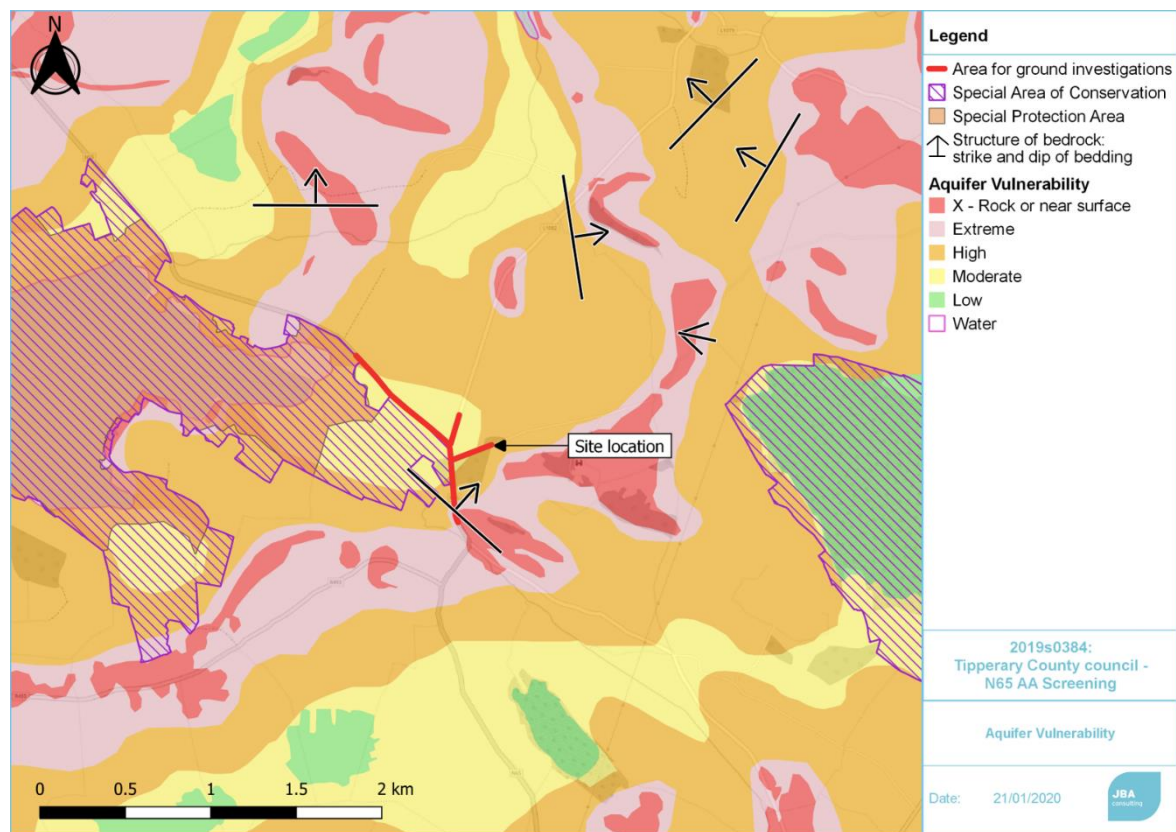 N
Site location
0 0.5 1 1.5 2 km
Legend
Area for ground investigations
Special Area of Conservation
Special Protection Area
Structure of bedrock:
strike and dip of bedding
Aquifer Vulnerability
X - Rock or near surface
Extreme
High
Moderate
Low
Water
2019s0384:
Tipperary County council -
N65 AA Screening
Aquifer Vulnerability
Date: 21/01/2020
JBA
consulting